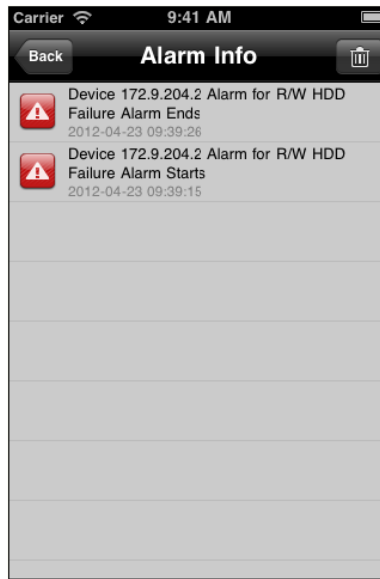 Carrier 9:41 AM
Back Alarm Info
Device 172.9.204.2 Alarm for R/W HDD
Failure Alarm Ends
2012-04-23 09:39:26
Device 172.9.204.2 Alarm for R/W HDD
Failure Alarm Starts
2012-04-23 09:39:15